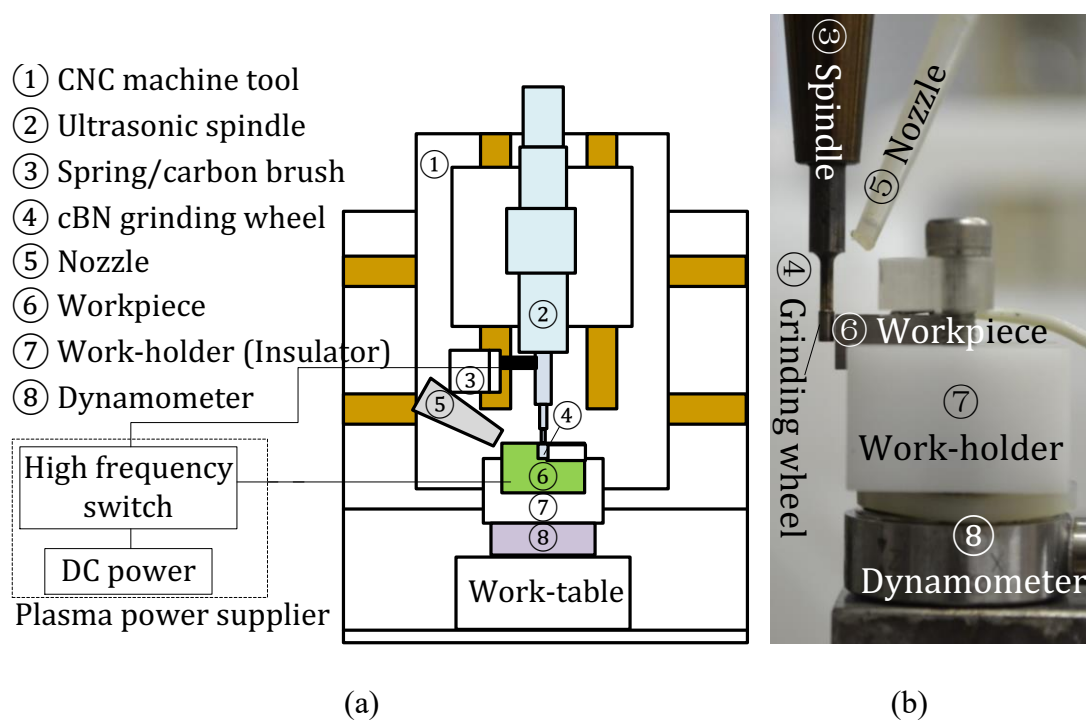 ① CNC machine tool
② Ultrasonic spindle
③ Spring/carbon brush
④ cBN grinding wheel
⑤ Nozzle
⑥ Workpiece
⑦ Work-holder (Insulator)
⑧ Dynamometer
High frequency
switch
DC power
Plasma power supplier
①
②
③
④
⑤
⑥
⑦
⑧
Work-table
(a)
③ Spindle
⑤ Nozzle
④ Grinding wheel
⑥ Workpiece
⑦
Work-holder
⑧
Dynamometer
(b)